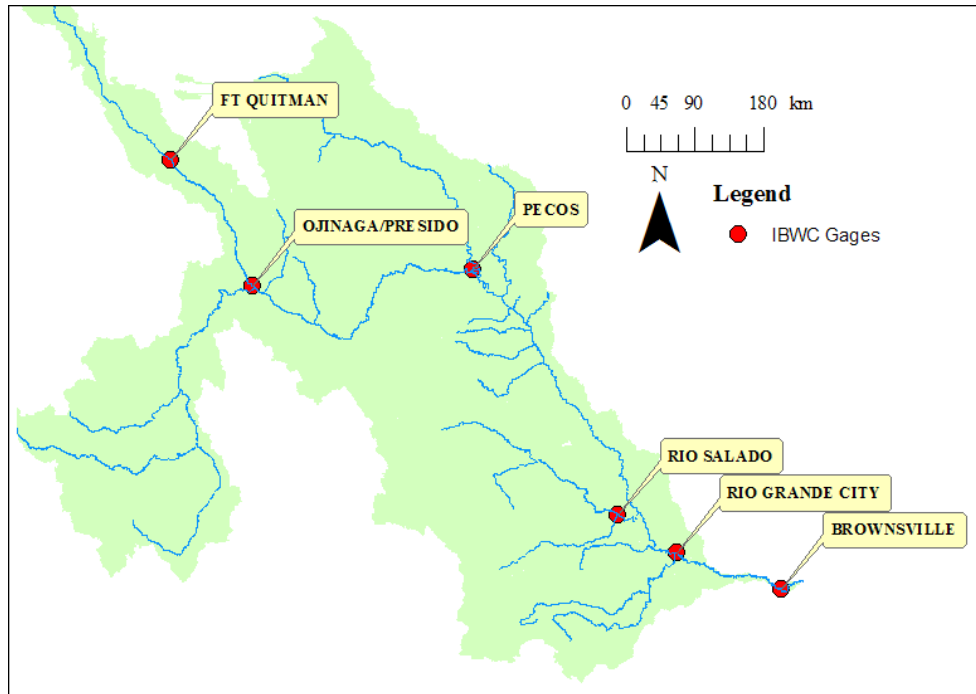 FT QUITMAN
0 45 90 180 km
N
Legend
IBWC Gages
PECOS
OJINAGA/PRESIDO
RIO SALADO
RIO GRANDE CITY
BROWNSVILLE